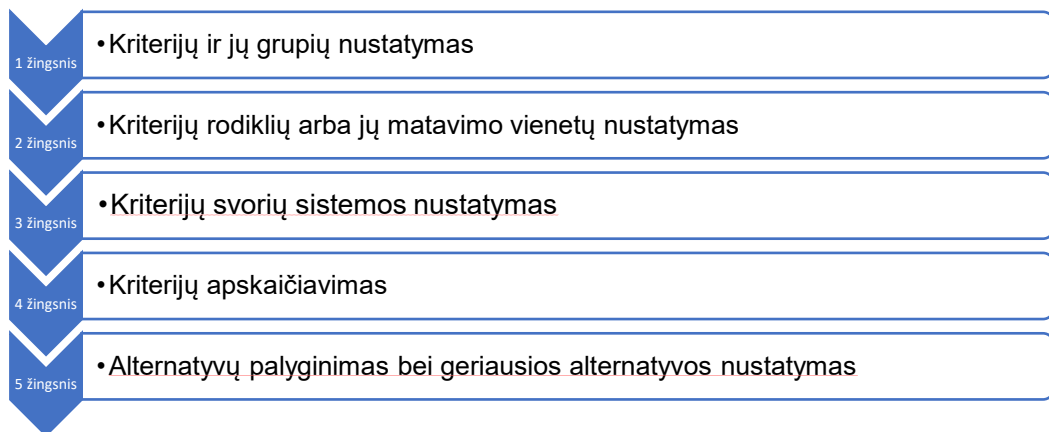 1 žingsnis
•Kriterijų ir jų grupių nustatymas
2 žingsnis
•Kriterijų rodiklių arba jų matavimo vienetų nustatymas
3 žingsnis
•Kriterijų svorių sistemos nustatymas
4 žingsnis
•Kriterijų apskaičiavimas
5 žingsnis
•Alternatyvų palyginimas bei geriausios alternatyvos nustatymas